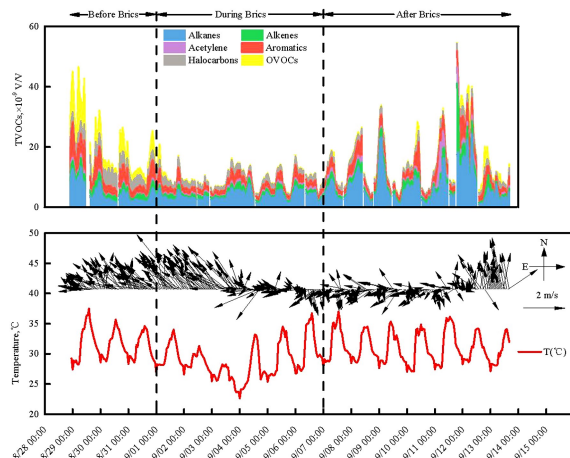 Before Brics
During Brics
After Brics
TVOCs, ×10⁻⁹ V/V
60
40
20
0
Alkanes
Alkenes
Acetylene
Aromatics
Halocarbons
OVOCs
Temperature, ℃
50
45
40
35
30
25
20
N
E
2 m/s
T(℃)
8/28 00:00
8/29 00:00
8/30 00:00
8/31 00:00
9/01 00:00
9/02 00:00
9/03 00:00
9/04 00:00
9/05 00:00
9/06 00:00
9/07 00:00
9/08 00:00
9/09 00:00
9/10 00:00
9/11 00:00
9/12 00:00
9/13 00:00
9/14 00:00
9/15 00:00